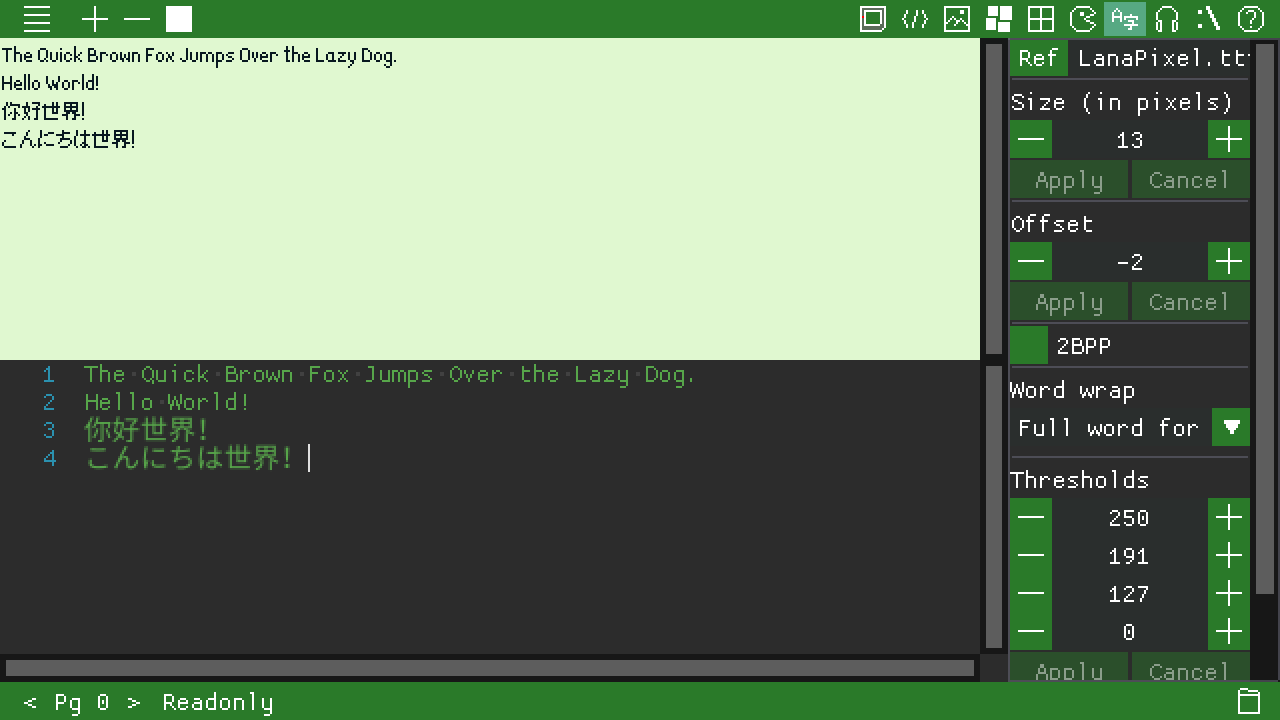 A字
The Quick Brown Fox Jumps Over the Lazy Dog.
Hello World!
你好世界!
こんにちは世界!
1 The Quick Brown Fox Jumps Over the Lazy Dog.
2 Hello World!
3 你好世界!
4 こんにちは世界!
Ref LanaPixel.tt
Size (in pixels)
13
Apply Cancel
Offset
-2
Apply Cancel
2BPP
Word wrap
Full word for
Thresholds
250
191
127
0
Apply Cancel
< Pg 0 > Readonly